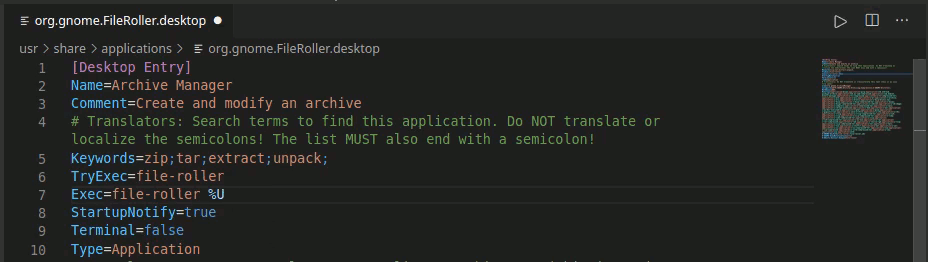 org.gnome.FileRoller.desktop
usr > share > applications > org.gnome.FileRoller.desktop
1 [Desktop Entry]
2 Name=Archive Manager
3 Comment=Create and modify an archive
4 # Translators: Search terms to find this application. Do NOT translate or
localize the semicolons! The list MUST also end with a semicolon!
5 Keywords=zip;tar;extract;unpack;
6 TryExec=file-roller
7 Exec=file-roller %U
8 StartupNotify=true
9 Terminal=false
10 Type=Application